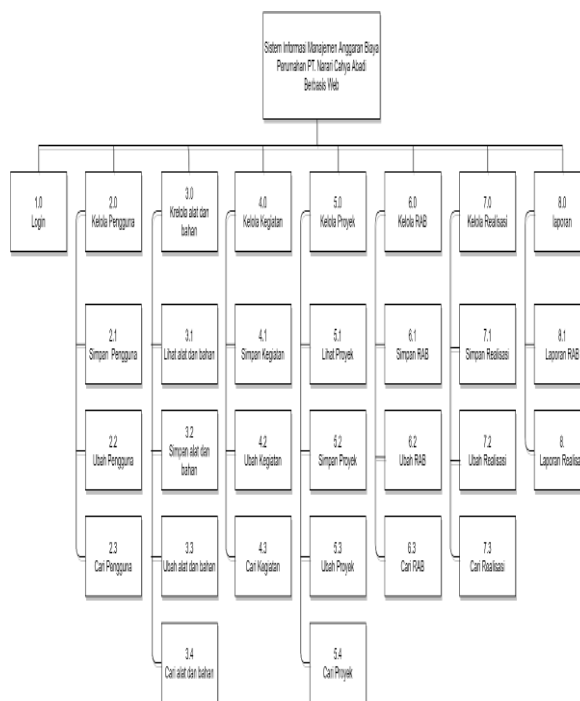 Sistem Informasi Manajemen Anggaran Biaya
Perumahan PT. Narari Cahya Abadi
Berbasis Web
1.0
Login
2.0
Kelola Pengguna
3.0
Krelola alat dan
bahan
4.0
Kelola Kegiatan
5.0
Kelola Proyek
6.0
Kelola RAB
7.0
Kelola Realisasi
8.0
laporan
2.1
Simpan Pengguna
3.1
Lihat alat dan bahan
4.1
Simpan Kegiatan
5.1
Lihat Proyek
6.1
Simpan RAB
7.1
Simpan Realisasi
8.1
Laporan RAB
2.2
Ubah Pengguna
3.2
Simpan alat dan
bahan
4.2
Ubah Kegiatan
5.2
Simpan Proyek
6.2
Ubah RAB
7.2
Ubah Realisasi
8.
Laporan Realisa
2.3
Cari Pengguna
3.3
Ubah alat dan bahan
4.3
Cari Kegiatan
5.3
Ubah Proyek
6.3
Cari RAB
7.3
Cari Realisasi
3.4
Cari alat dan bahan
5.4
Cari Proyek